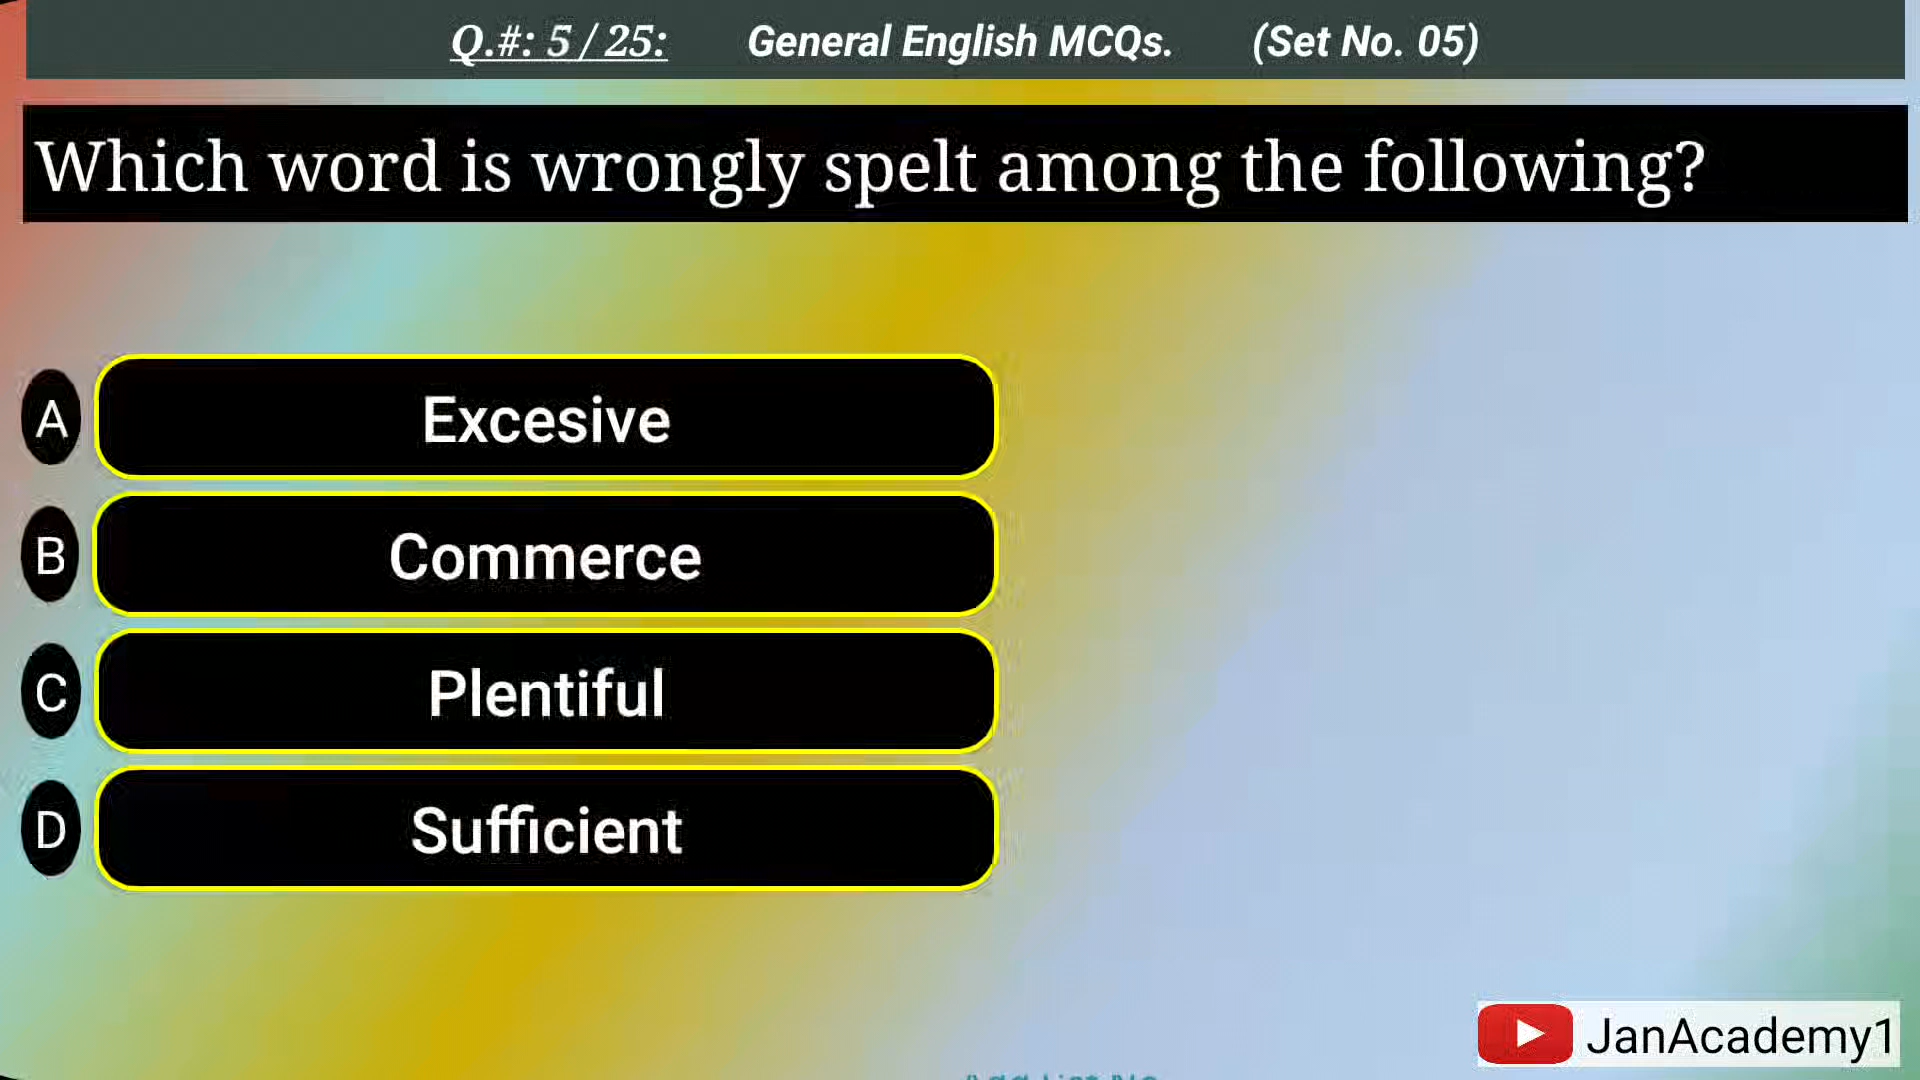 Q.#: 5 / 25: General English MCQs. (Set No. 05)
Which word is wrongly spelt among the following?
A Excesive
B Commerce
C Plentiful
D Sufficient
JanAcademy1